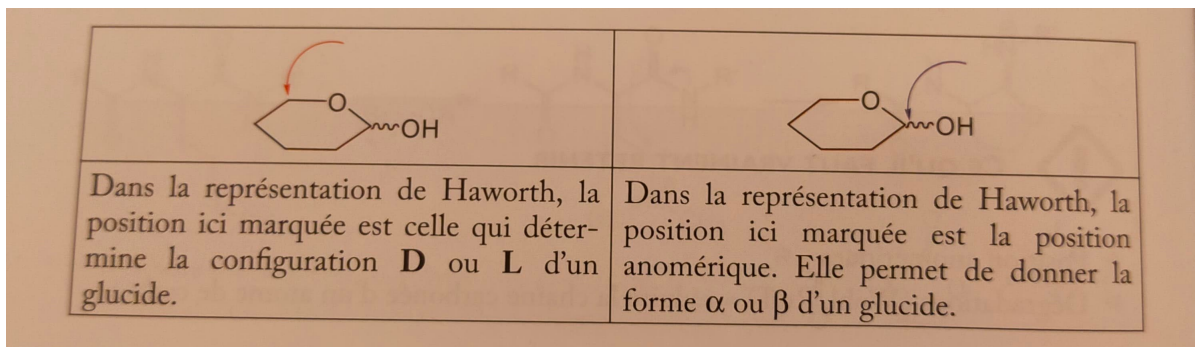 O
OH
Dans la représentation de Haworth, la
position ici marquée est celle qui déter-
mine la configuration D ou L d'un
glucide.
O
OH
Dans la représentation de Haworth, la
position ici marquée est la position
anomérique. Elle permet de donner la
forme α ou β d'un glucide.